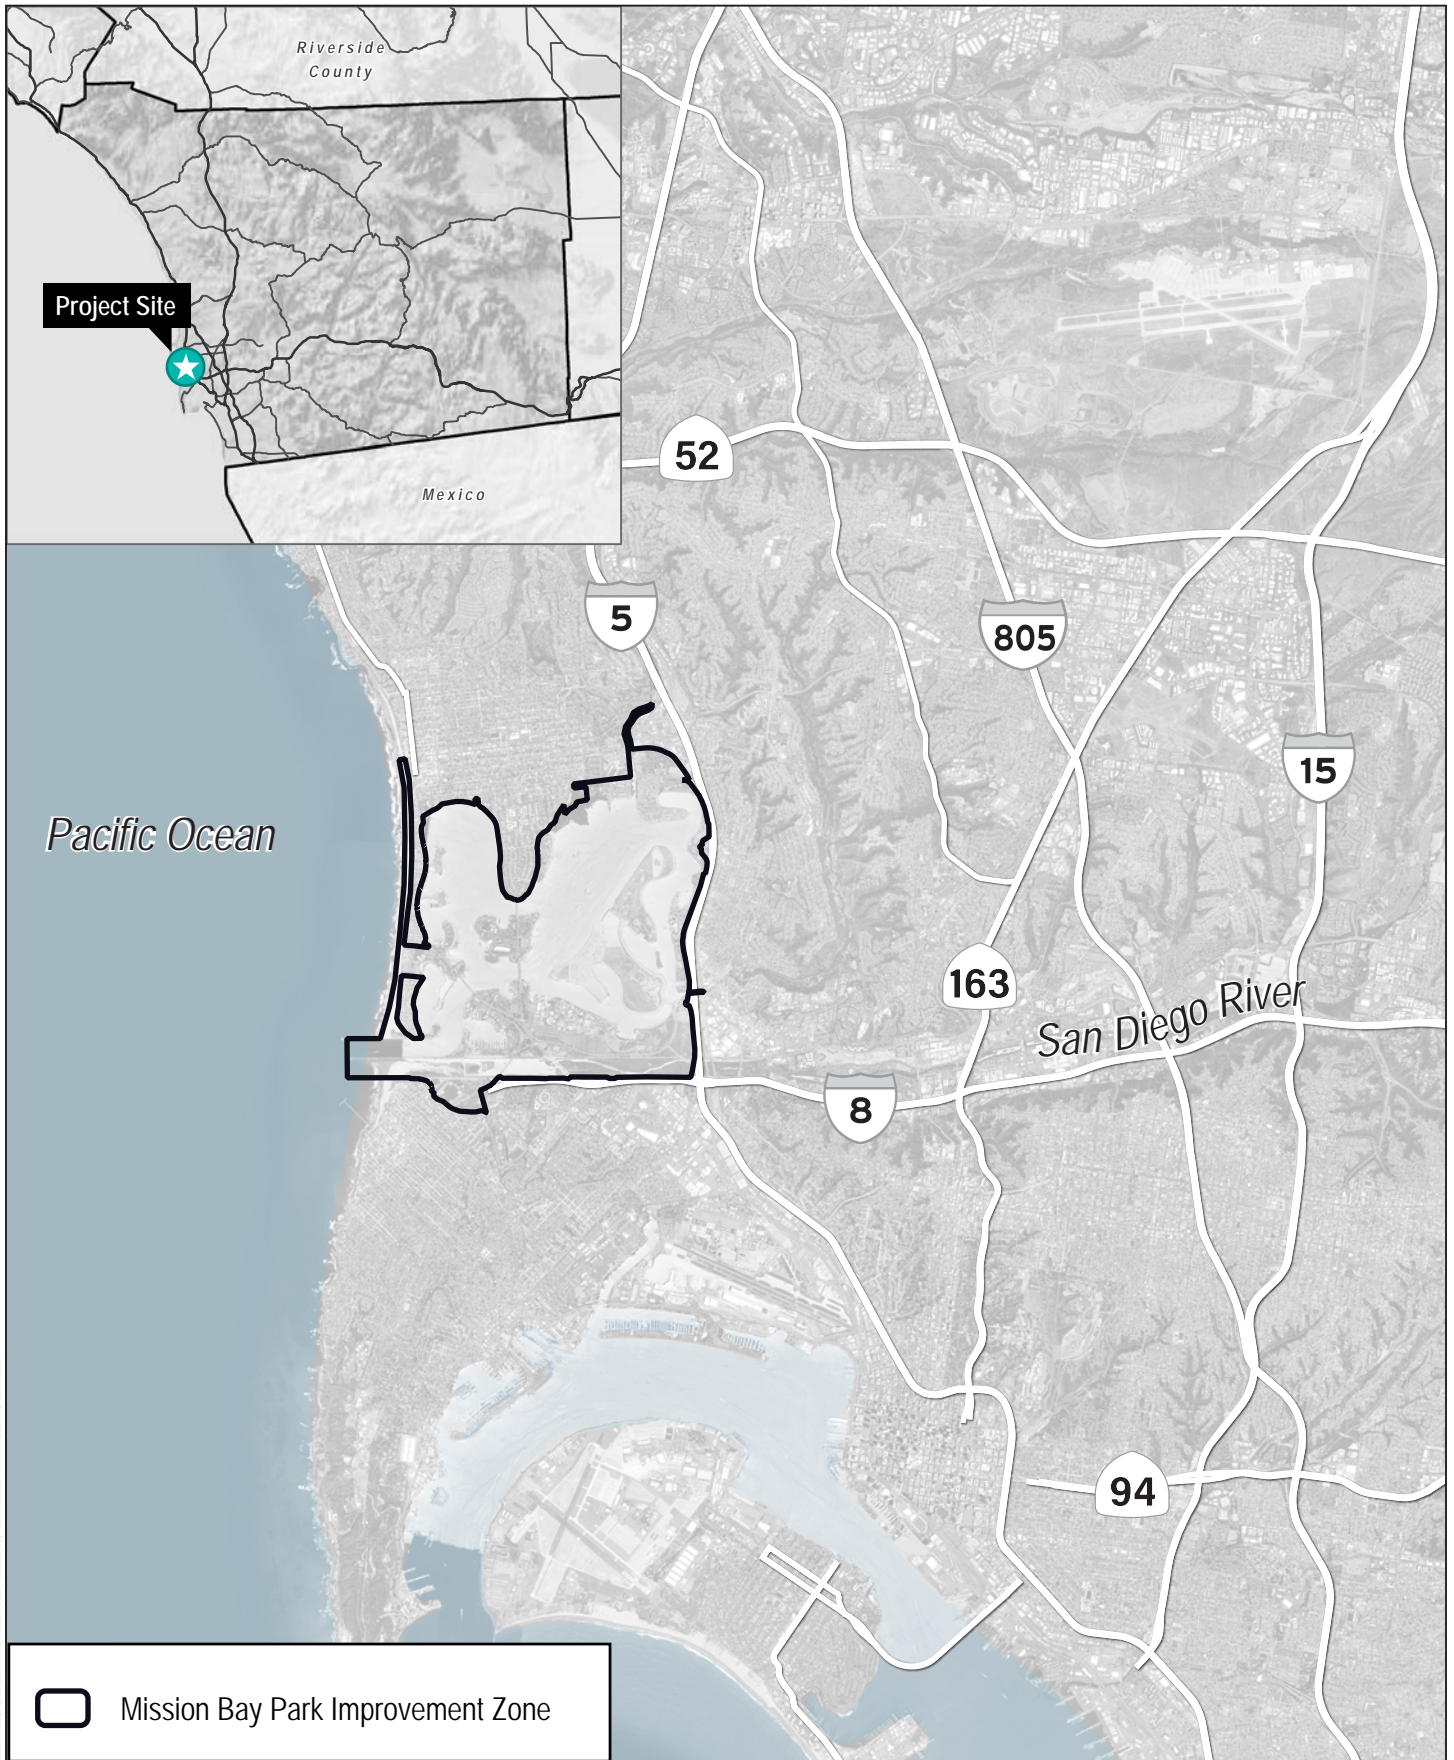 Riverside
County
Project Site
Mexico
52
5
805
15
Pacific Ocean
163
San Diego River
8
94
Mission Bay Park Improvement Zone